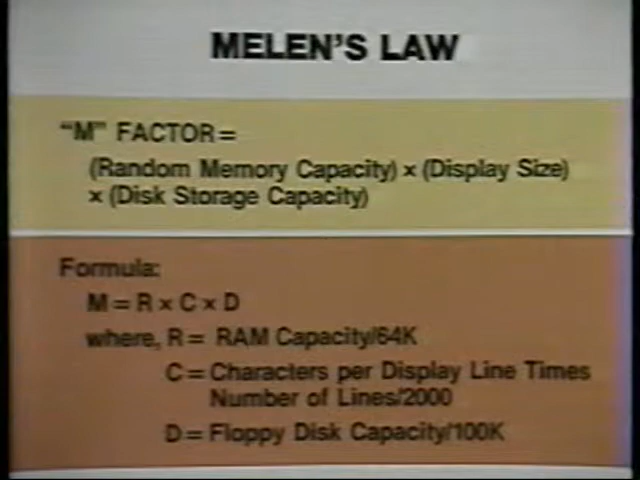 MELEN'S LAW
"M" FACTOR =
(Random Memory Capacity) x (Display Size)
x (Disk Storage Capacity)
Formula:
M = R x C x D
where, R = RAM Capacity/64K
C = Characters per Display Line Times
Number of Lines/2000
D = Floppy Disk Capacity/100K